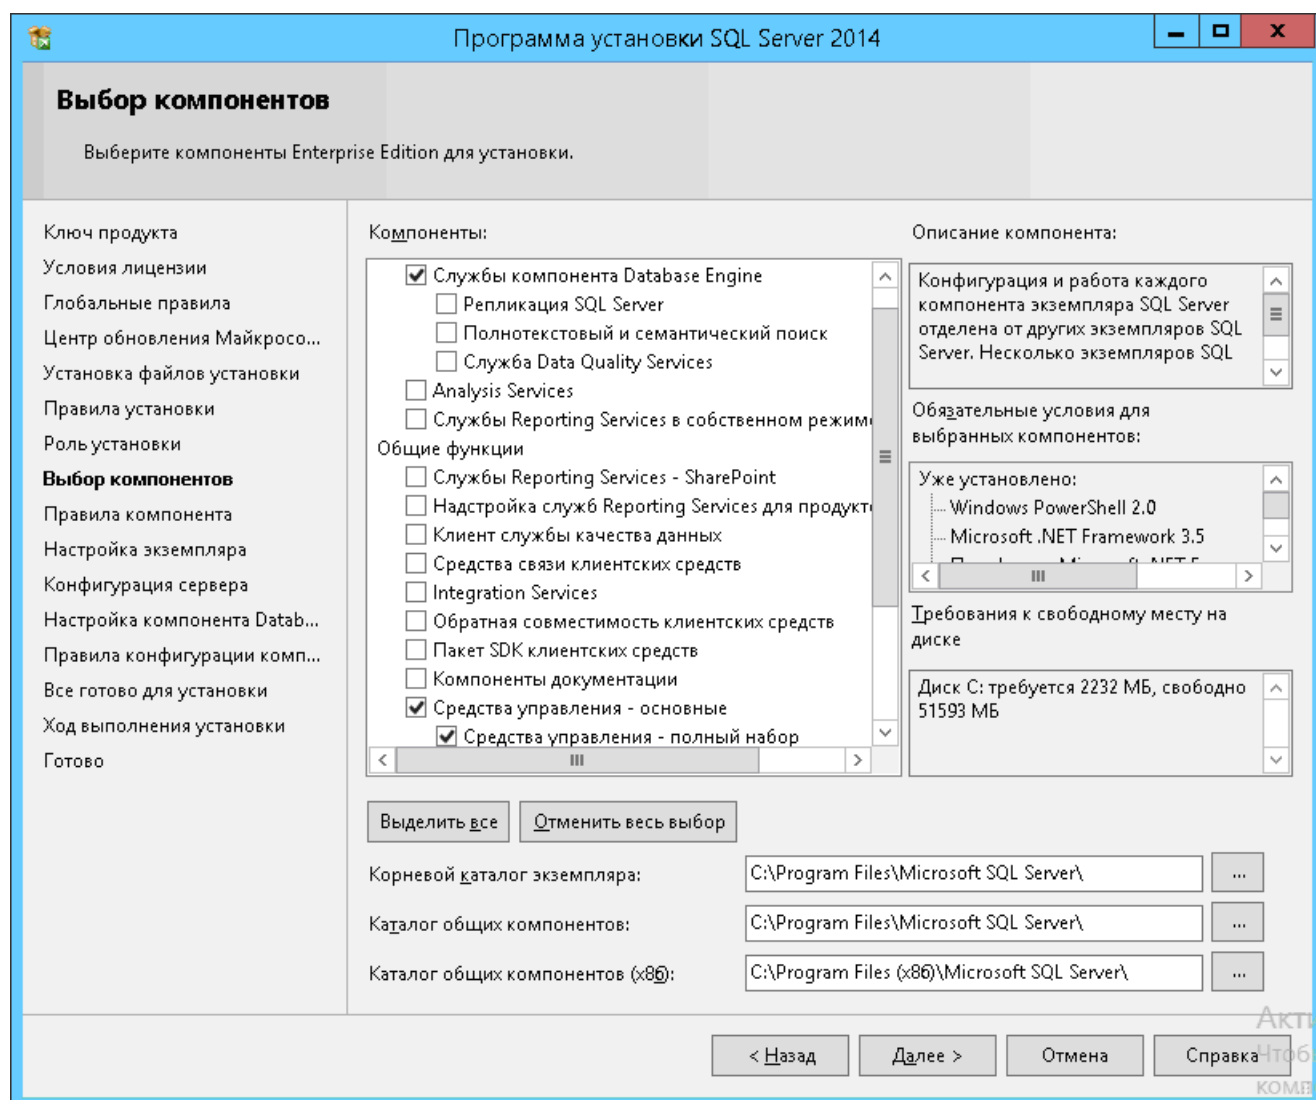 Программа установки SQL Server 2014
Выбор компонентов
Выберите компоненты Enterprise Edition для установки.
Ключ продукта
Условия лицензии
Глобальные правила
Центр обновления Майкросо...
Установка файлов установки
Правила установки
Роль установки
Выбор компонентов
Правила компонента
Настройка экземпляра
Конфигурация сервера
Настройка компонента Datab...
Правила конфигурации комп...
Все готово для установки
Ход выполнения установки
Готово
Компоненты:
Службы компонента Database Engine
Репликация SQL Server
Полнотекстовый и семантический поиск
Служба Data Quality Services
Analysis Services
Службы Reporting Services в собственном режим
Общие функции
Службы Reporting Services - SharePoint
Надстройка служб Reporting Services для продукт
Клиент службы качества данных
Средства связи клиентских средств
Integration Services
Обратная совместимость клиентских средств
Пакет SDK клиентских средств
Компоненты документации
Средства управления - основные
Средства управления - полный набор
Описание компонента:
Конфигурация и работа каждого
компонента экземпляра SQL Server
отделена от других экземпляров SQL
Server. Несколько экземпляров SQL
Обязательные условия для
выбранных компонентов:
Уже установлено:
Windows PowerShell 2.0
Microsoft .NET Framework 3.5
Требования к свободному месту на
диске
Диск C: требуется 2232 МБ, свободно
51593 МБ
Выделить все
Отменить весь выбор
Корневой каталог экземпляра:
C:\Program Files\Microsoft SQL Server\
...
Каталог общих компонентов:
C:\Program Files\Microsoft SQL Server\
...
Каталог общих компонентов (x86):
C:\Program Files (x86)\Microsoft SQL Server\
...
< Назад
Далее >
Отмена
Справка